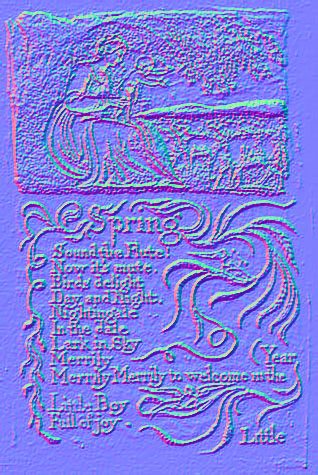 Spring
Sound the Flute!
Now it's mute.
Birds delight
Day and Night.
Nightingale
In the dale
Lark in Sky
Merrily
Merrily Merrily to welcome in the
Year
Little Boy
Full of joy.
Little